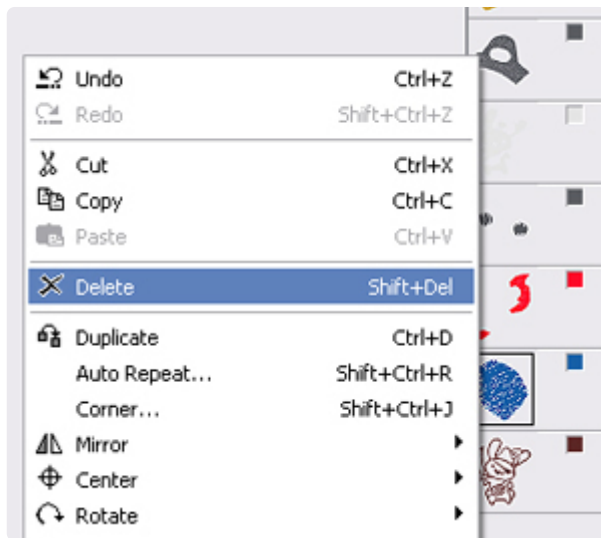 Undo Ctrl+Z
Redo Shift+Ctrl+Z
Cut Ctrl+X
Copy Ctrl+C
Paste Ctrl+V
Delete Shift+Del
Duplicate Ctrl+D
Auto Repeat... Shift+Ctrl+R
Corner... Shift+Ctrl+J
Mirror
Center
Rotate